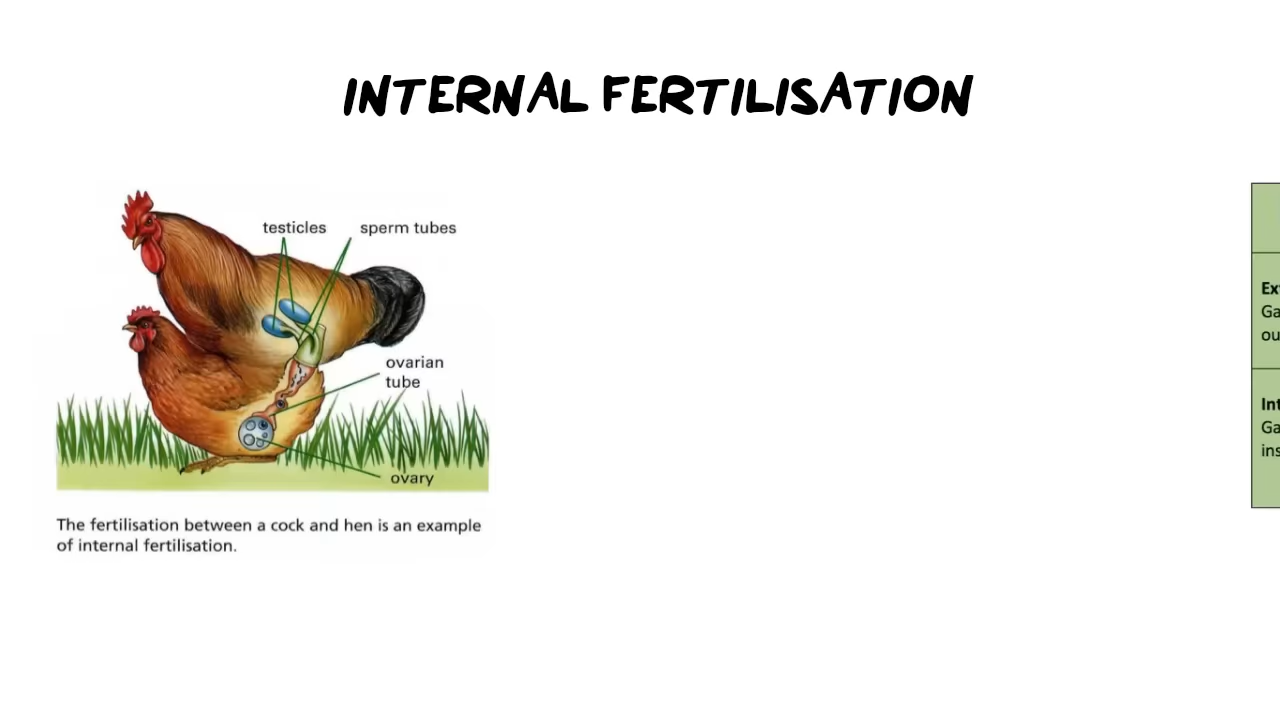 INTERNAL FERTILISATION
testicles
sperm tubes
ovarian
tube
ovary
The fertilisation between a cock and hen is an example
of internal fertilisation.